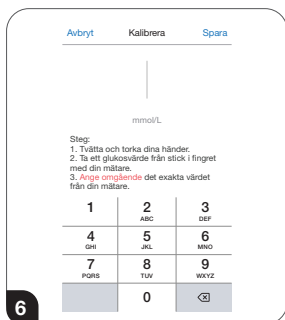 Avbryt Kalibrera Spara
mmol/L
Steg:
1. Tvätta och torka dina händer.
2. Ta ett glukosvärde från stick i fingret
med din mätare.
3. Ange omgående det exakta värdet
från din mätare.
1 2 3
ABC DEF
4 5 6
GHI JKL MNO
7 8 9
PQRS TUV WXYZ
0
6